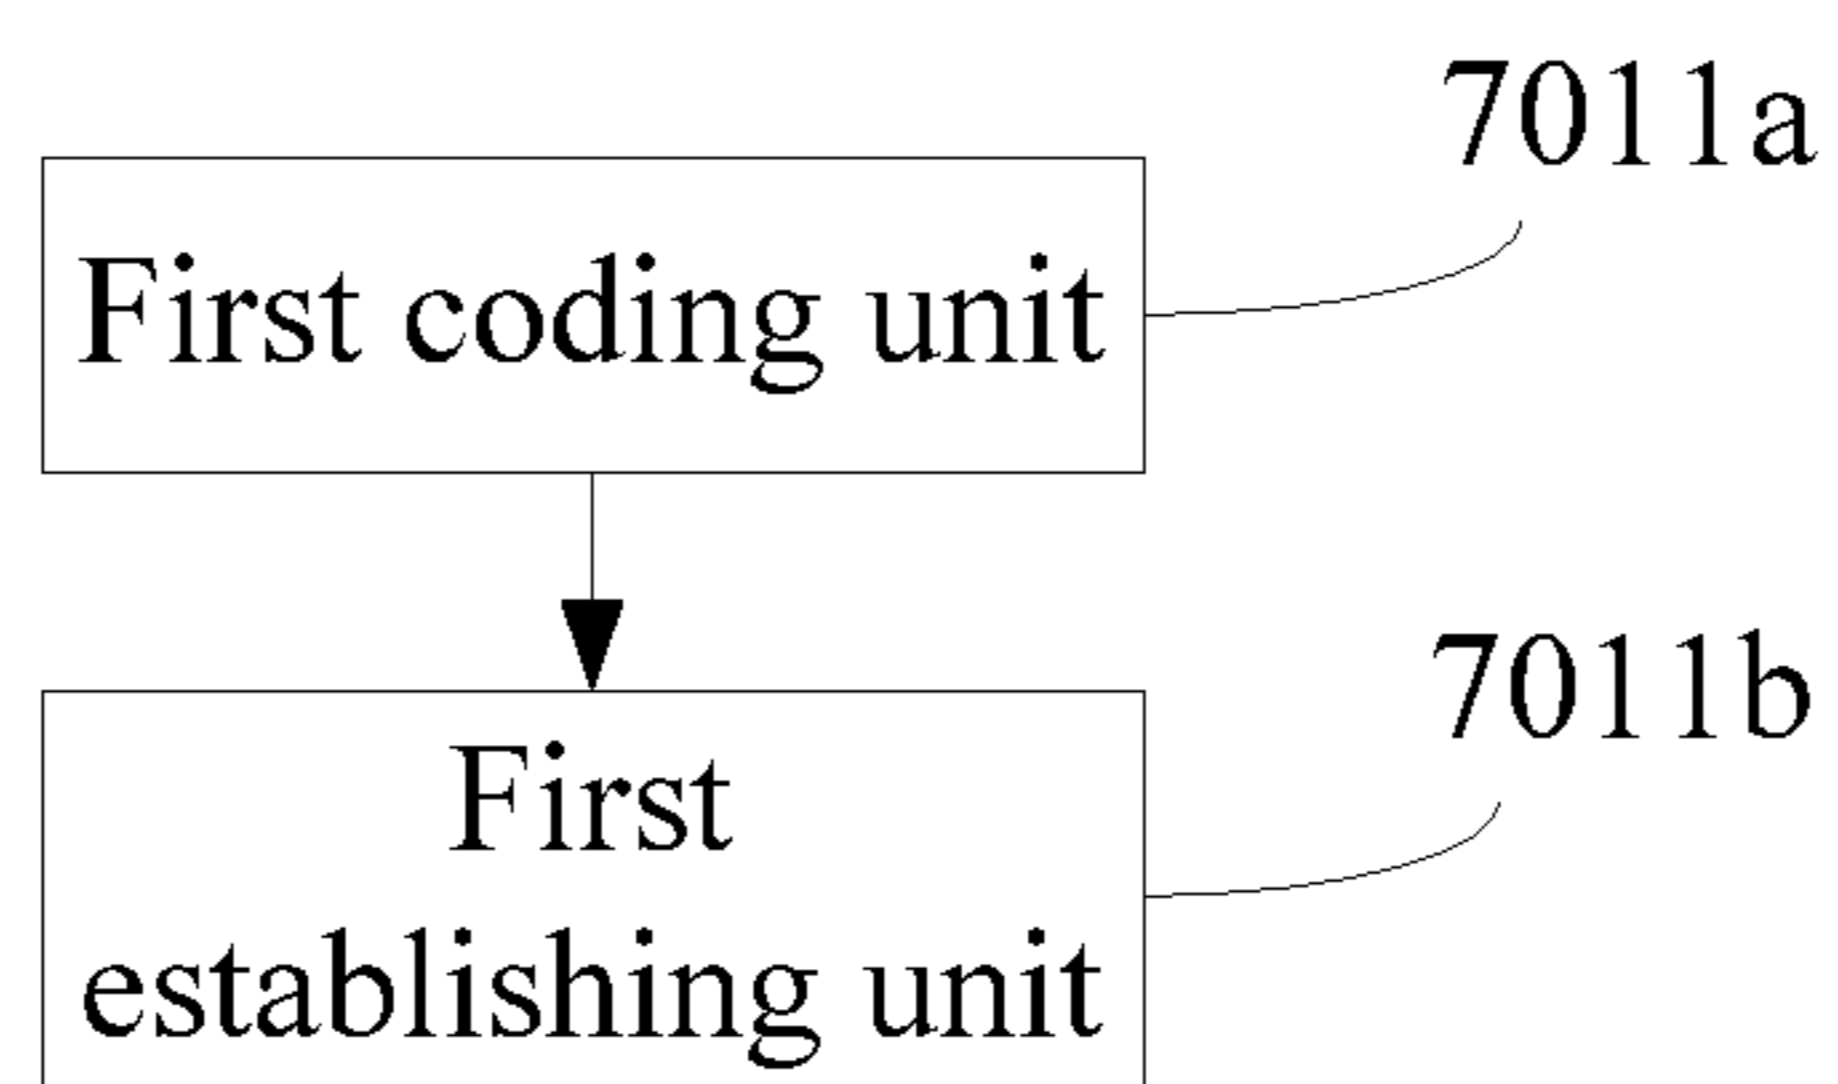 7011a
First coding unit
7011b
First
establishing unit